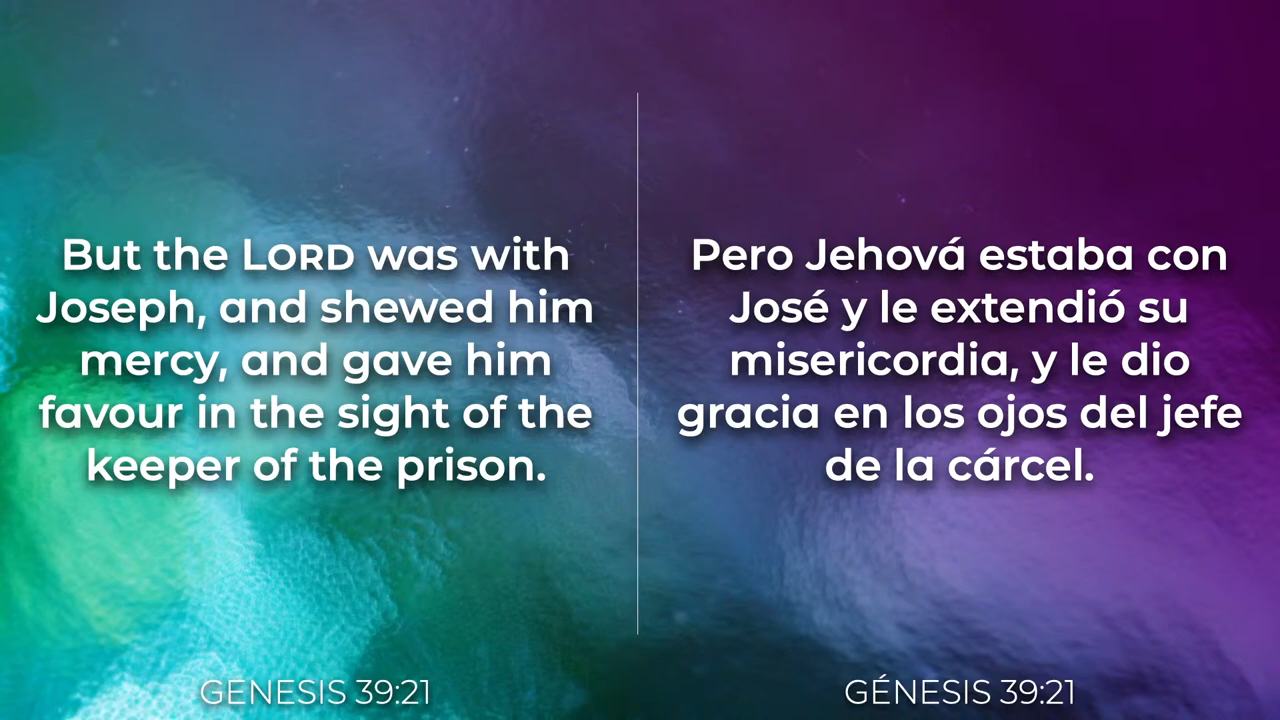 But the LORD was with
Joseph, and shewed him
mercy, and gave him
favour in the sight of the
keeper of the prison.
GENESIS 39:21
Pero Jehová estaba con
José y le extendió su
misericordia, y le dio
gracia en los ojos del jefe
de la cárcel.
GÉNESIS 39:21